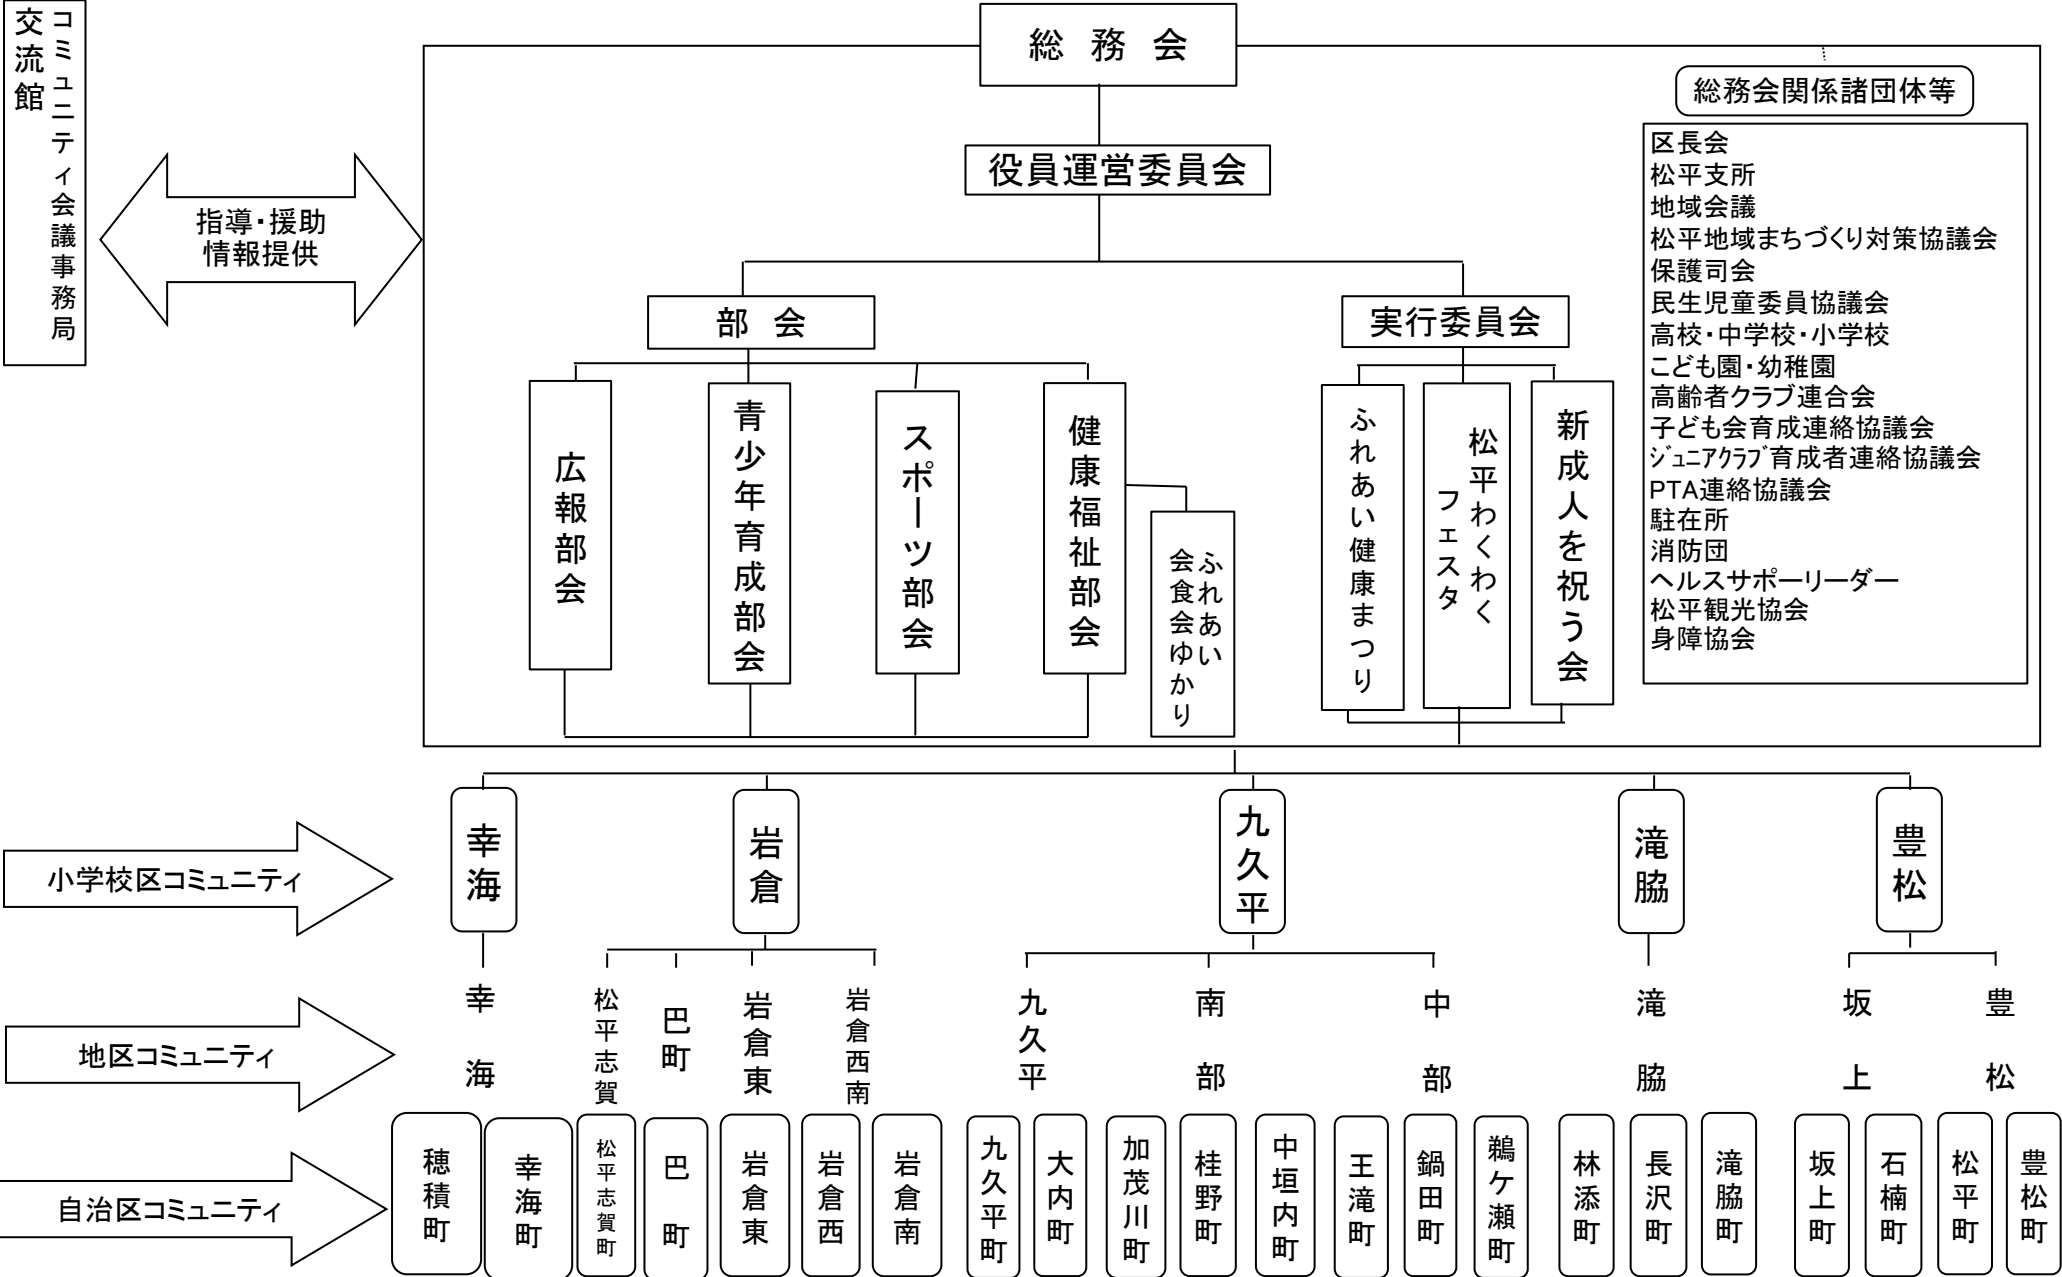 コミュニティ会議事務局
交流館
指導・援助
情報提供
総 務 会
役員運営委員会
部 会
実行委員会
広報部会
青少年育成部会
スポーツ部会
健康福祉部会
ふれあい
会食会ゆかり
ふれあい健康まつり
松平わくわく
フェスタ
新成人を祝う会
総務会関係諸団体等
区長会
松平支所
地域会議
松平地域まちづくり対策協議会
保護司会
民生児童委員協議会
高校・中学校・小学校
こども園・幼稚園
高齢者クラブ連合会
子ども会育成連絡協議会
ジュニアクラブ育成者連絡協議会
PTA連絡協議会
駐在所
消防団
ヘルスサポーリーダー
松平観光協会
身障協会
小学校区コミュニティ
幸海
岩倉
九久平
滝脇
豊松
地区コミュニティ
幸 海
松平志賀
巴町
岩倉東
岩倉西南
九久平
南 部
中 部
滝 脇
坂 上
豊 松
自治区コミュニティ
穂積町
幸海町
松平志賀町
巴 町
岩倉東
岩倉西
岩倉南
九久平町
大内町
加茂川町
桂野町
中垣内町
王滝町
鍋田町
鵜ケ瀬町
林添町
長沢町
滝脇町
坂上町
石楠町
松平町
豊松町